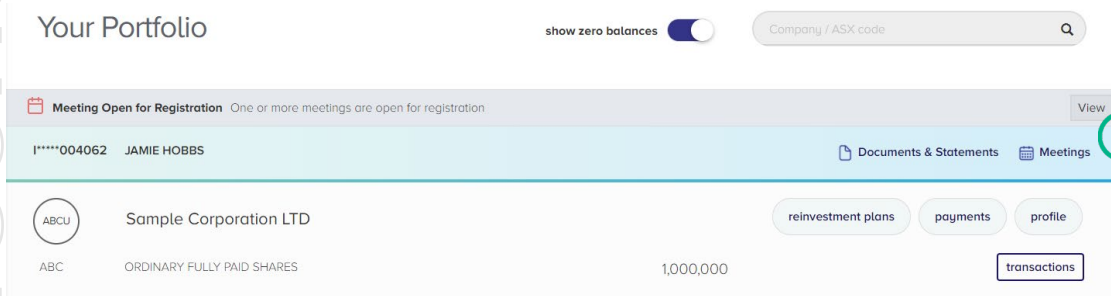 Your Portfolio show zero balances Company / ASX code
Meeting Open for Registration One or more meetings are open for registration View
I*****004062 JAMIE HOBBS Documents & Statements Meetings
ABCU Sample Corporation LTD reinvestment plans payments profile
ABC ORDINARY FULLY PAID SHARES 1,000,000 transactions